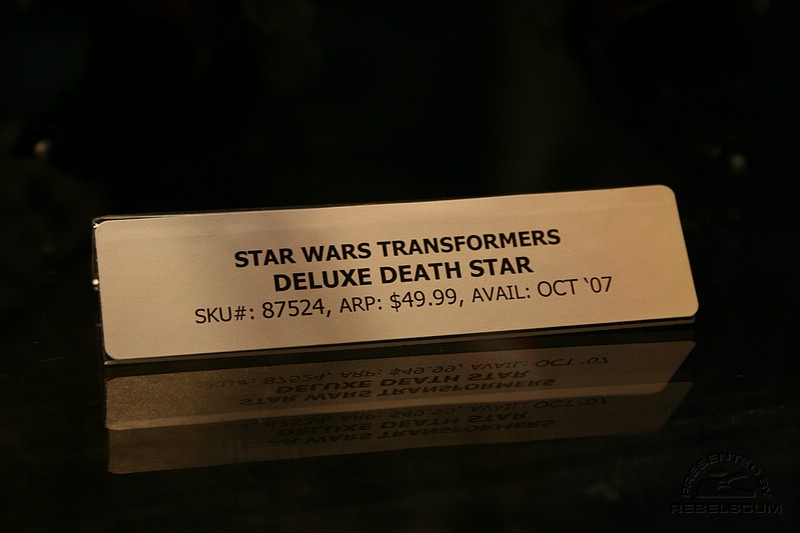 STAR WARS TRANSFORMERS
DELUXE DEATH STAR
SKU#: 87524, ARP: $49.99, AVAIL: OCT '07
PRESENTED BY
REBELSCUM